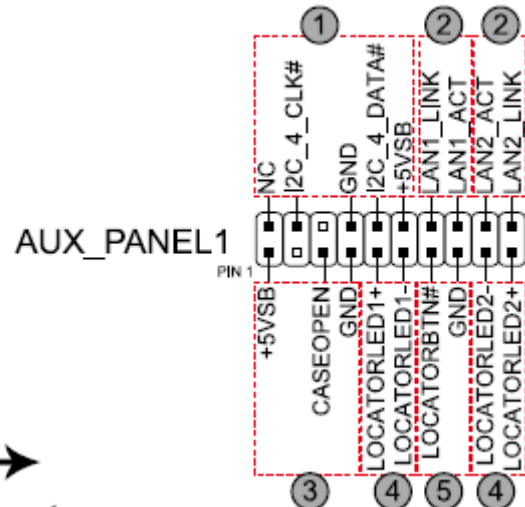 1
2
2
NC
I2C_4_CLK#
GND
I2C_4_DATA#
+5VSB
LAN1_LINK
LAN1_ACT
LAN2_ACT
LAN2_LINK
AUX_PANEL1
PIN 1
+5VSB
CASEOPEN
GND
LOCATORLED1+
LOCATORLED1-
LOCATORBTN#
GND
LOCATORLED2-
LOCATORLED2+
3
4
5
4